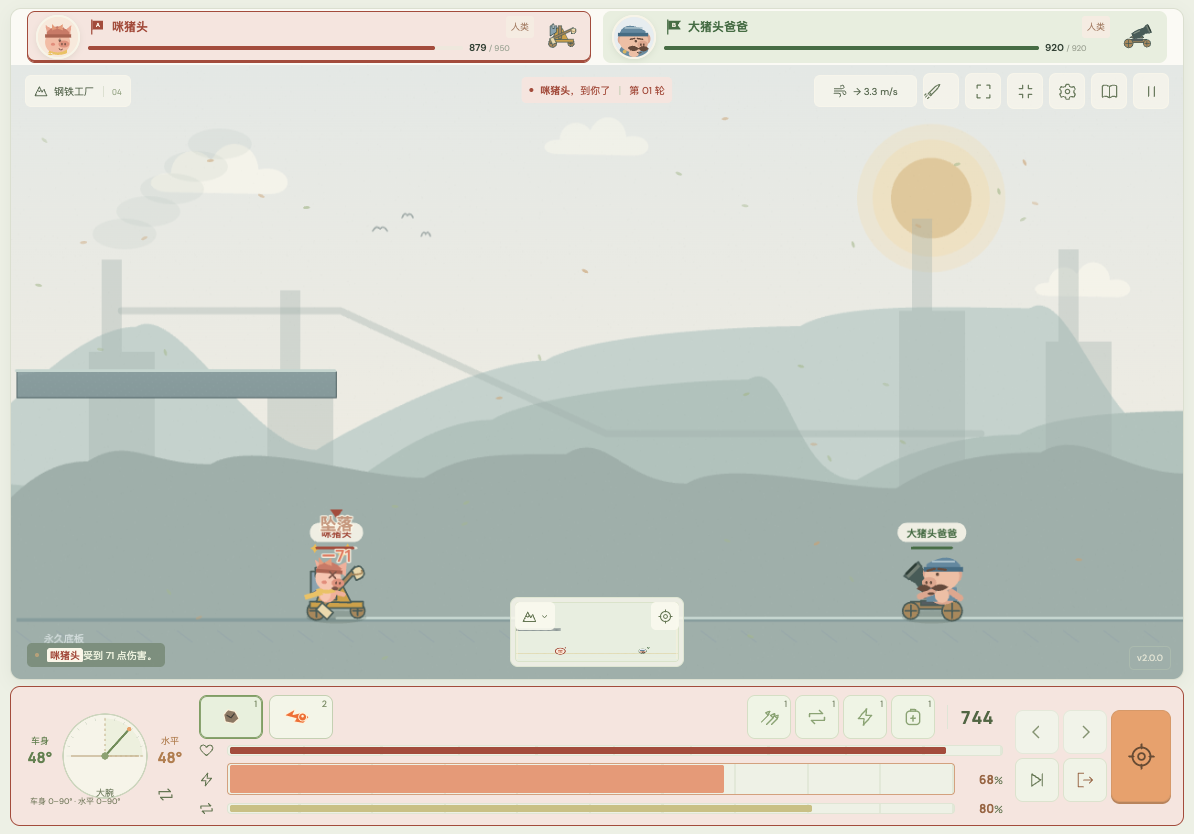 咪猪头
人类
879 / 950
大猪头爸爸
人类
920 / 920
钢铁工厂 04
咪猪头，到你了 第 01 轮
→ 3.3 m/s
坠落
咪猪头
-71
大猪头爸爸
永久底板
咪猪头受到 71 点伤害。
v2.0.0
1
2
1
1
1
1
744
车身
48°
水平
48°
大腕
车身 0-90° · 水平 0-90°
68%
80%